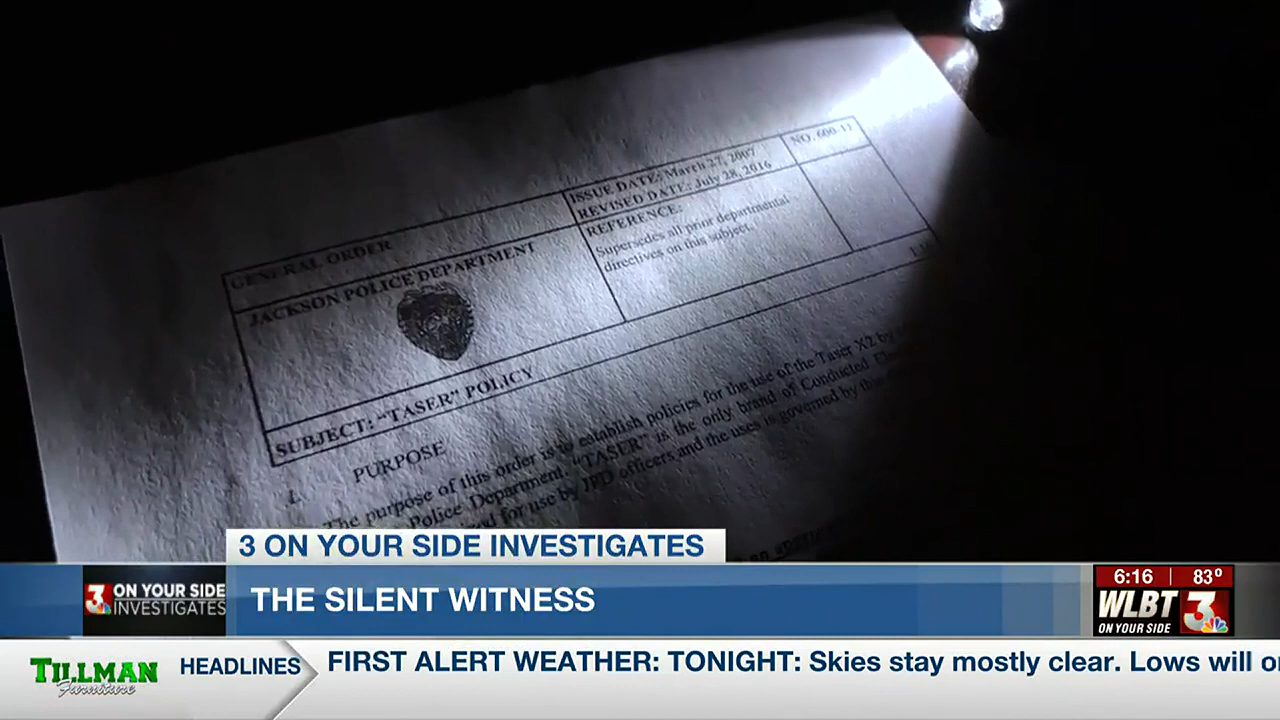 GENERAL ORDER
JACKSON POLICE DEPARTMENT
ISSUE DATE: March 27, 2007
REVISED DATE: July 28, 2016
NO. 600-11
REFERENCE:
Supersedes all prior departmental
directives on this subject.
SUBJECT: “TASER” POLICY
I. PURPOSE
The purpose of this order is to establish policies for the use of the Taser X2 by
Police Department. “TASER” is the only brand of Conducted
for use by JPD officers and the uses is governed by this
3 ON YOUR SIDE INVESTIGATES
3 ON YOUR SIDE
INVESTIGATES
THE SILENT WITNESS
6:16 | 83°
WLBT 3
ON YOUR SIDE
TILLMAN
Furniture
HEADLINES
FIRST ALERT WEATHER: TONIGHT: Skies stay mostly clear. Lows will